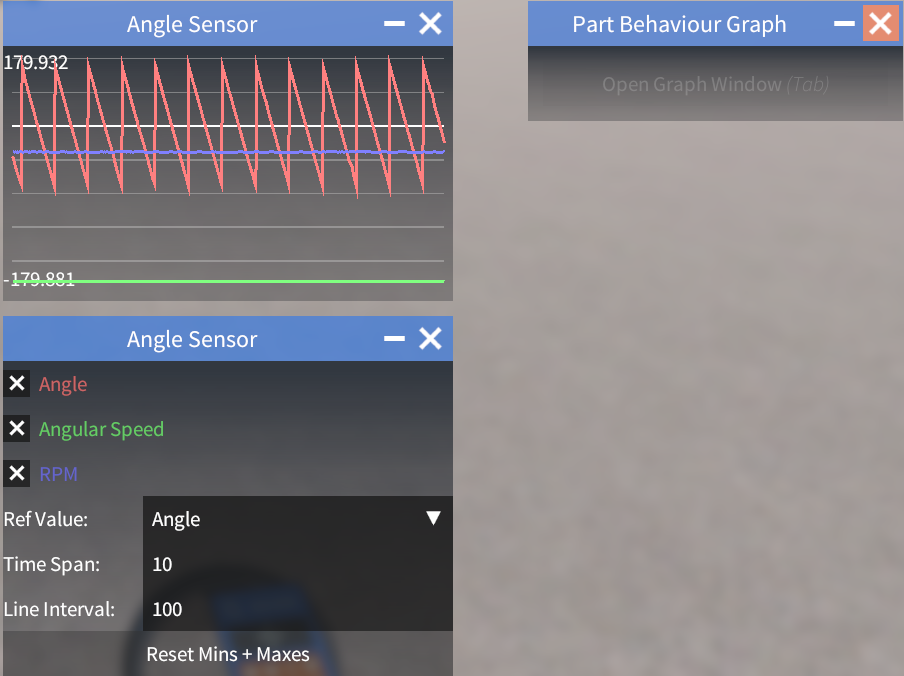 Angle Sensor
179.932
-179.881
Part Behaviour Graph
Open Graph Window (Tab)
Angle Sensor
Angle
Angular Speed
RPM
Ref Value: Angle
Time Span: 10
Line Interval: 100
Reset Mins + Maxes